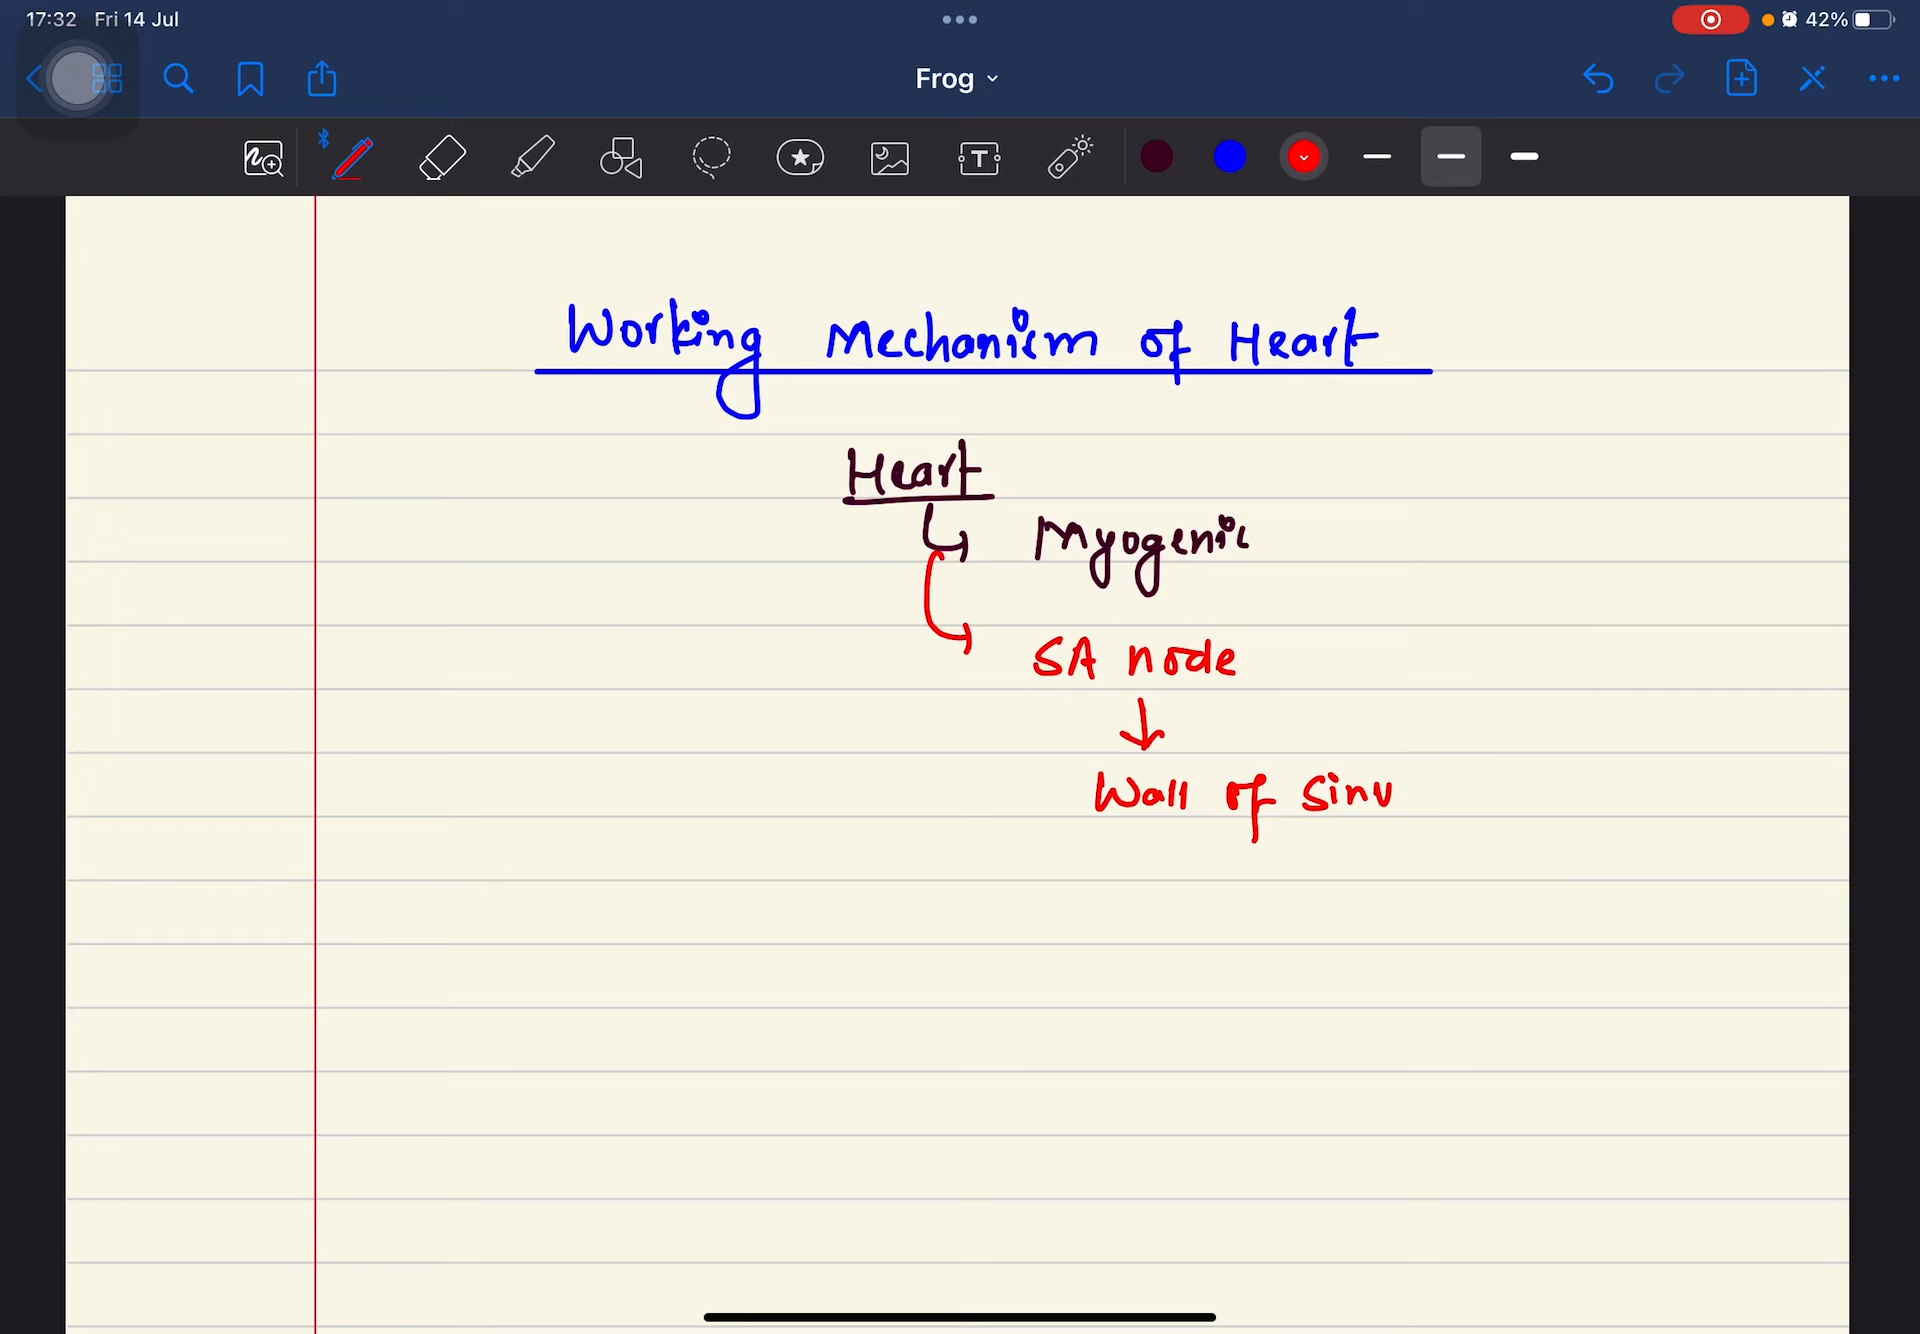 17:32 Fri 14 Jul
42%
Frog
T
Working Mechanism of Heart
Heart
Myogenic
SA node
Wall of sinu